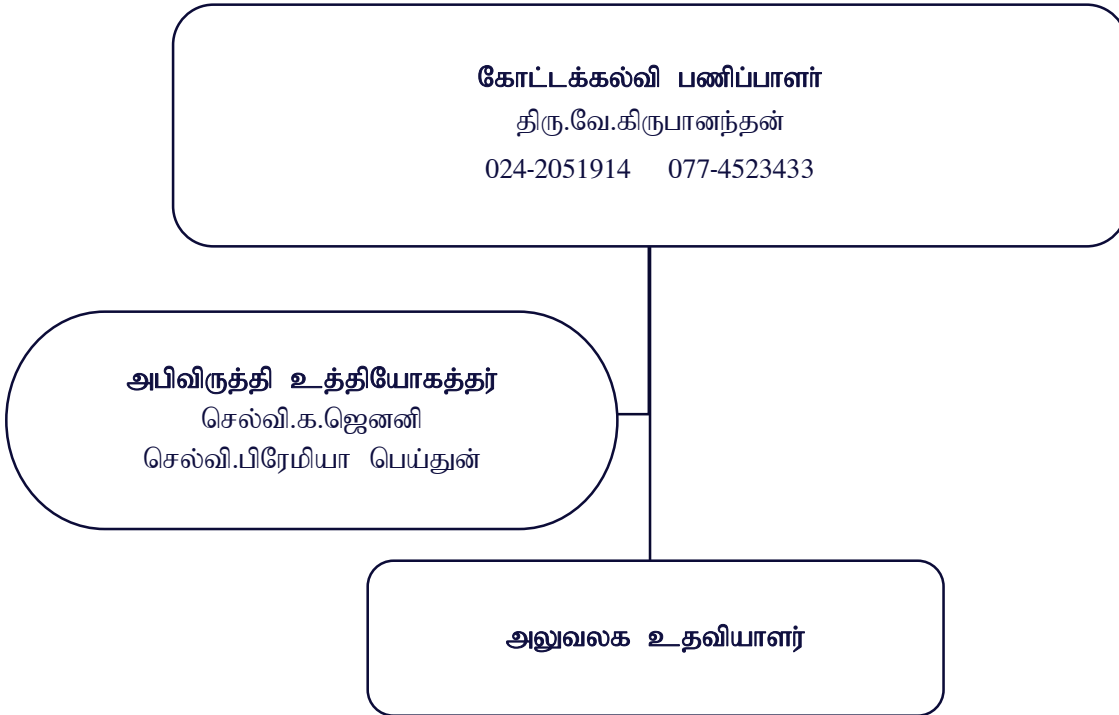 கோட்டக்கல்வி பணிப்பாளர்
திரு.வே.கிருபானந்தன்
024-2051914 077-4523433
அபிவிருத்தி உத்தியோகத்தர்
செல்வி.க.ஜெனனி
செல்வி.பிரேமியா பெய்துன்
அலுவலக உதவியாளர்